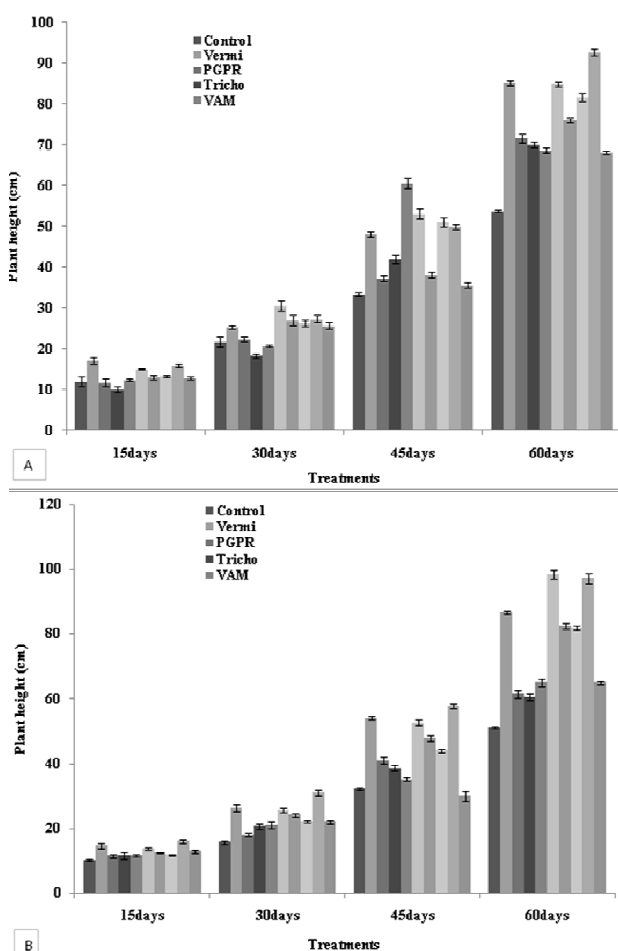 100
Control
90
Vermi
PGPR
80
Tricho
VAM
70
60
50
40
30
20
10
0
Plant height (cm)
15days 30days 45days 60days
A
Treatments
120
Control
Vermi
PGPR
100
Tricho
VAM
80
60
40
20
0
Plant height (cm)
15days 30days 45days 60days
B
Treatments